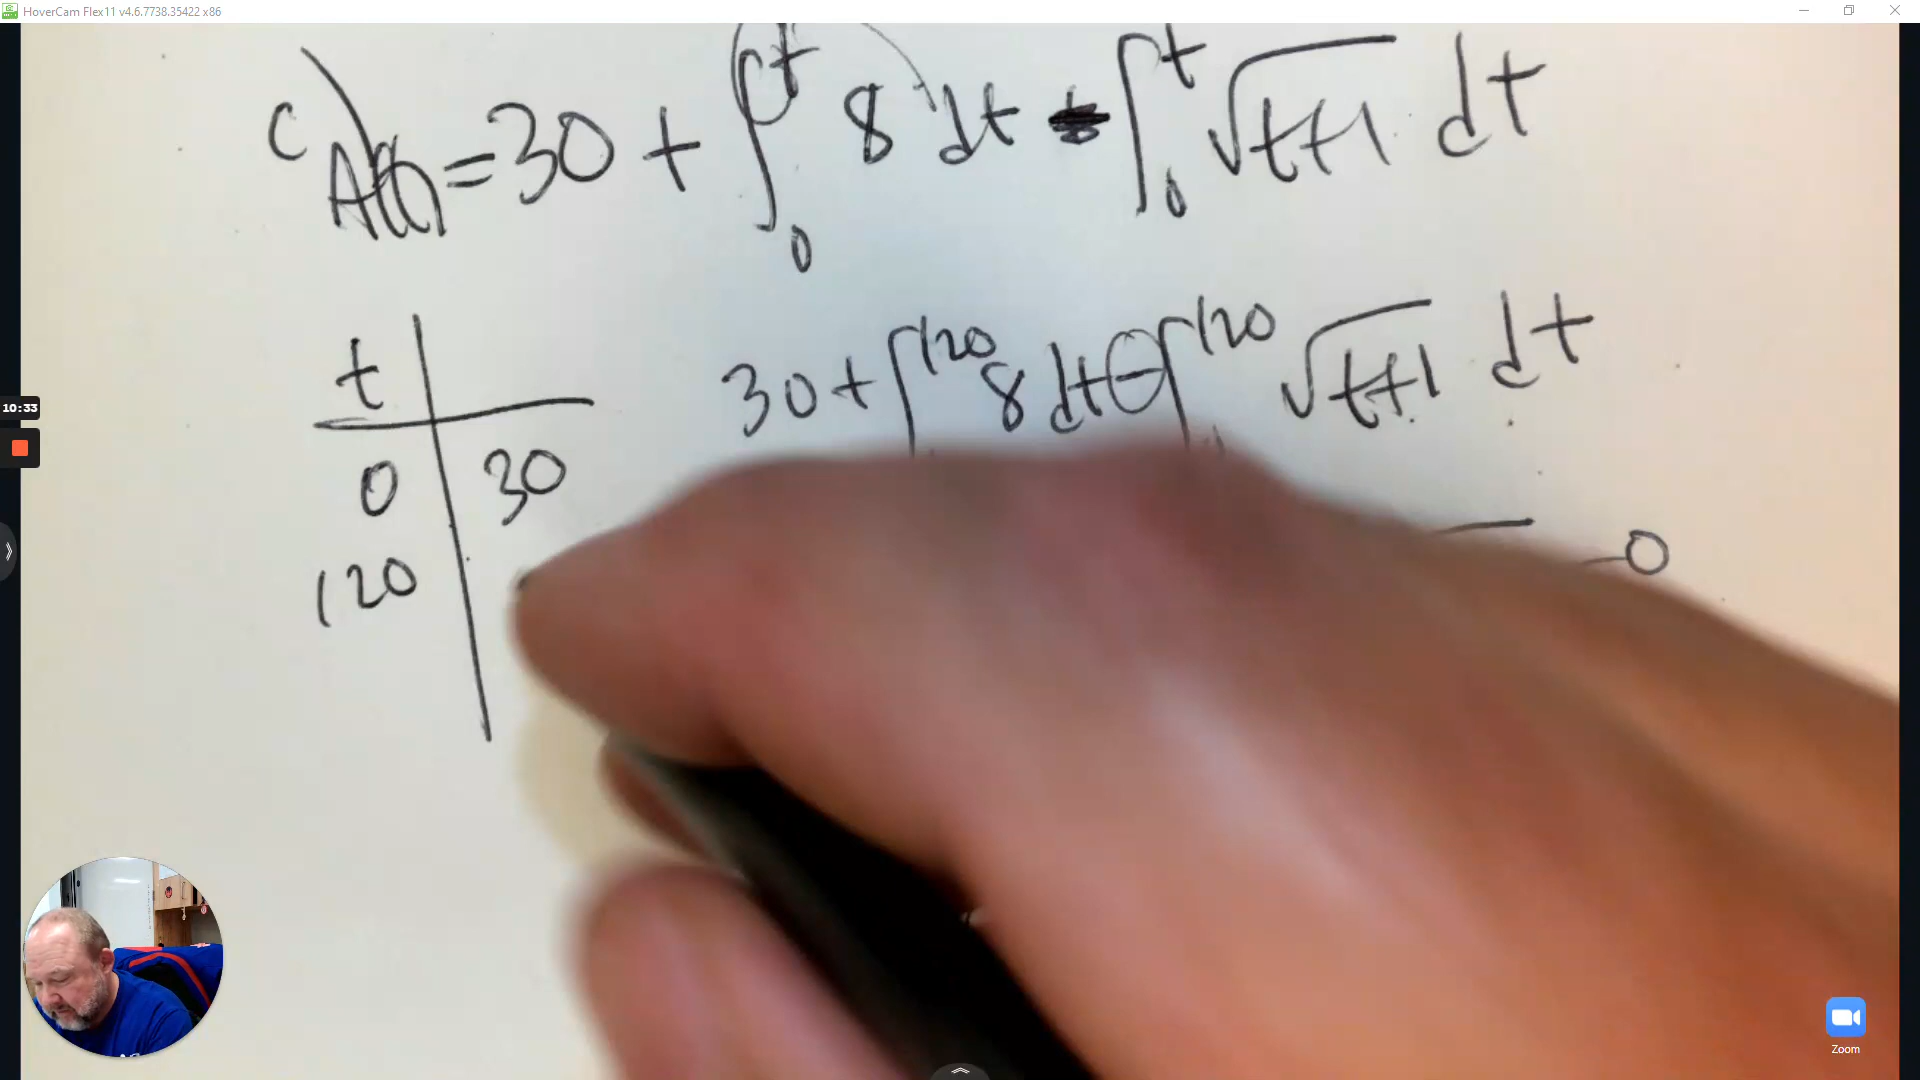 HoverCam Flex11 v4.6.7738.35422 x86
c) A(t) = 30 + ∫₀ᵗ 8 dt - ∫₀ᵗ √t+1 dt
t
30 + ∫¹²⁰ 8 dt - ∫¹²⁰ √t+1 dt
0 30
10:33
0
120
Zoom